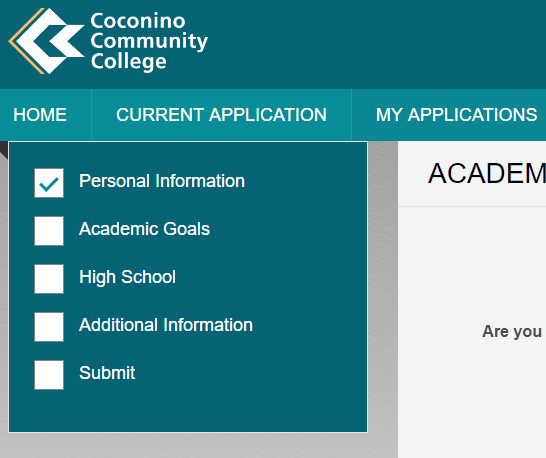 Coconino
Community
College
HOME
CURRENT APPLICATION
MY APPLICATIONS
Personal Information
Academic Goals
High School
Additional Information
Submit
ACADEM
Are you